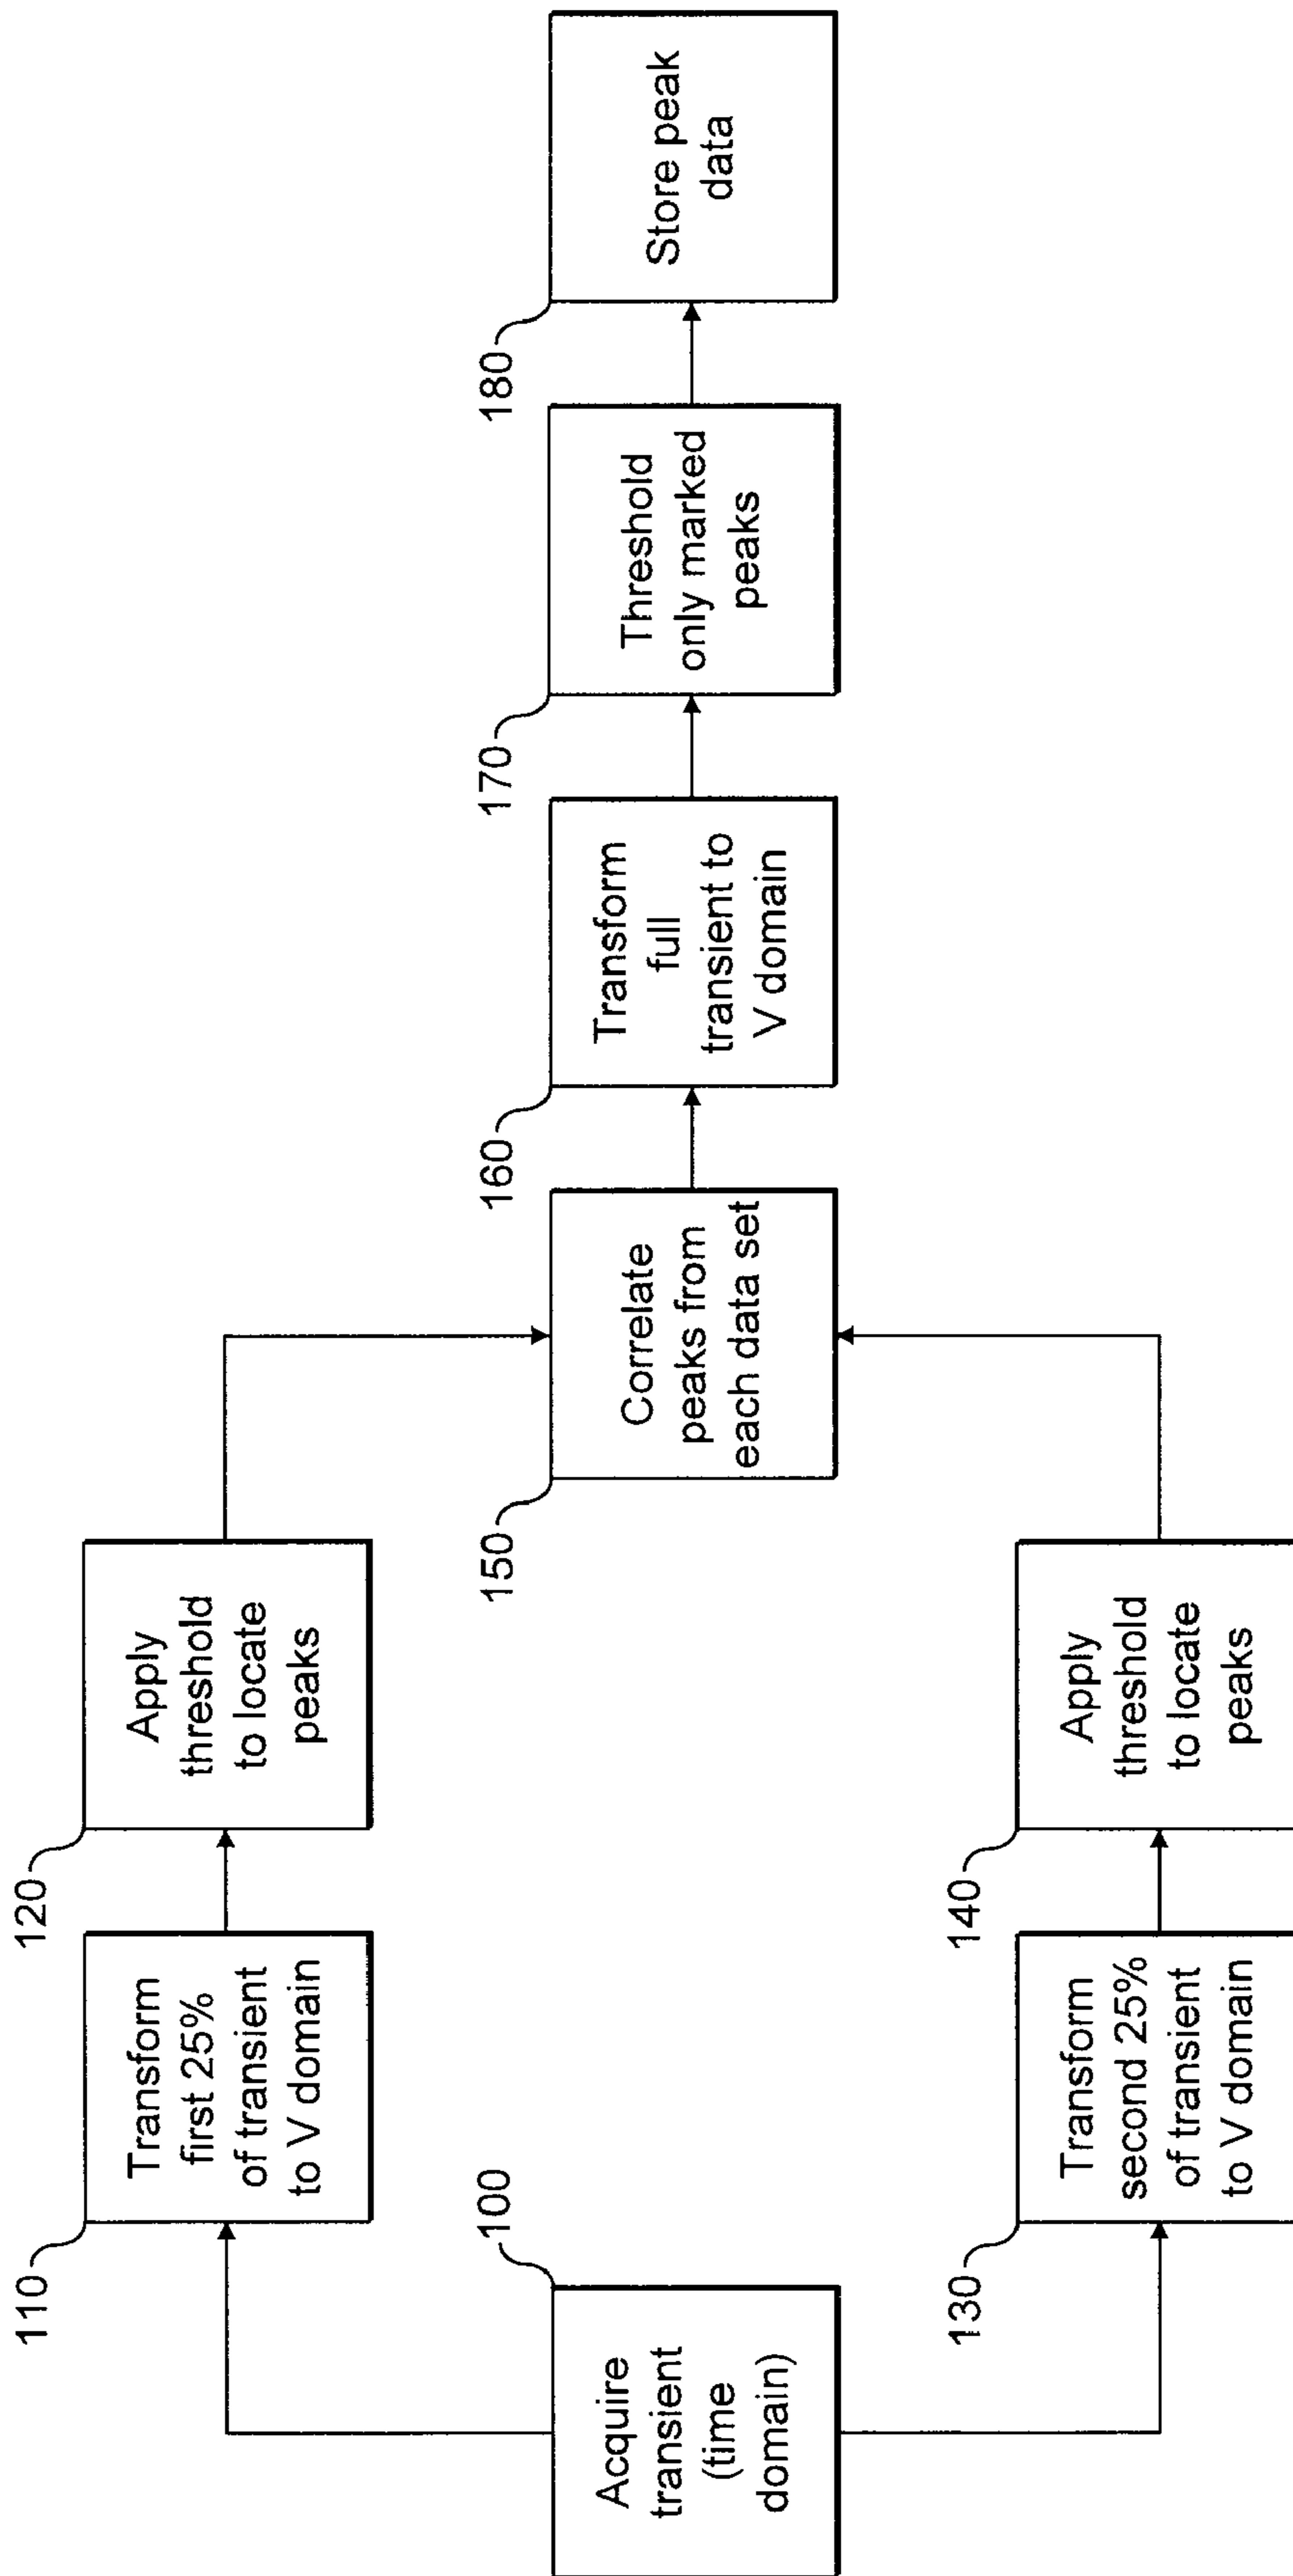 100
Acquire
transient
(time
domain)
110
Transform
first 25%
of transient
to V domain
120
Apply
threshold
to locate
peaks
130
Transform
second 25%
of transient
to V domain
140
Apply
threshold
to locate
peaks
150
Correlate
peaks from
each data set
160
Transform
full
transient to
V domain
170
Threshold
only marked
peaks
180
Store peak
data